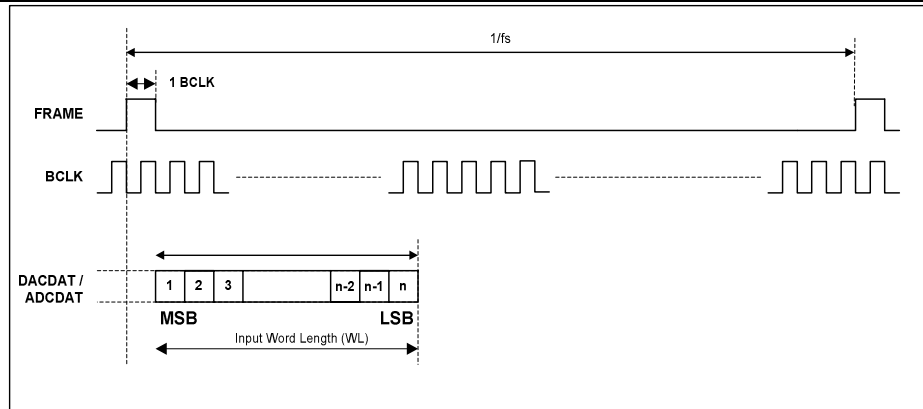 1/fs
1 BCLK
FRAME
BCLK
DACDAT /
ADCDAT
1 2 3 n-2 n-1 n
MSB LSB
Input Word Length (WL)